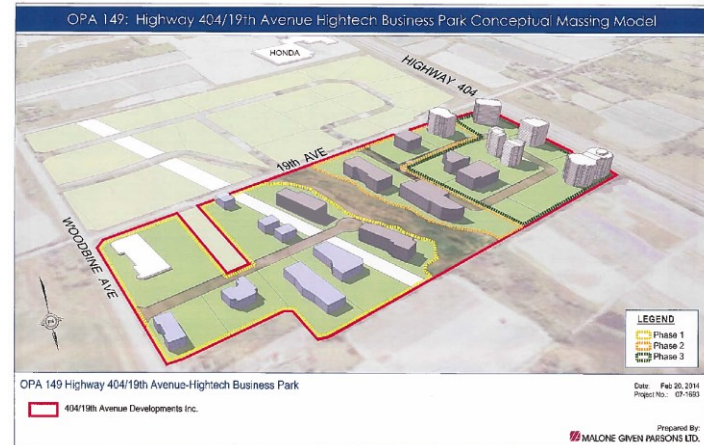 OPA 149: Highway 404/19th Avenue Hightech Business Park Conceptual Massing Model
HONDA
HIGHWAY 404
19th AVE
WOODBINE AVE
LEGEND
Phase 1
Phase 2
Phase 3
OPA 149 Highway 404/19th Avenue-Hightech Business Park
404/19th Avenue Developments Inc.
Date: Feb 20, 2014
Project No.: 07-1693
Prepared By:
MALONE GIVEN PARSONS LTD.